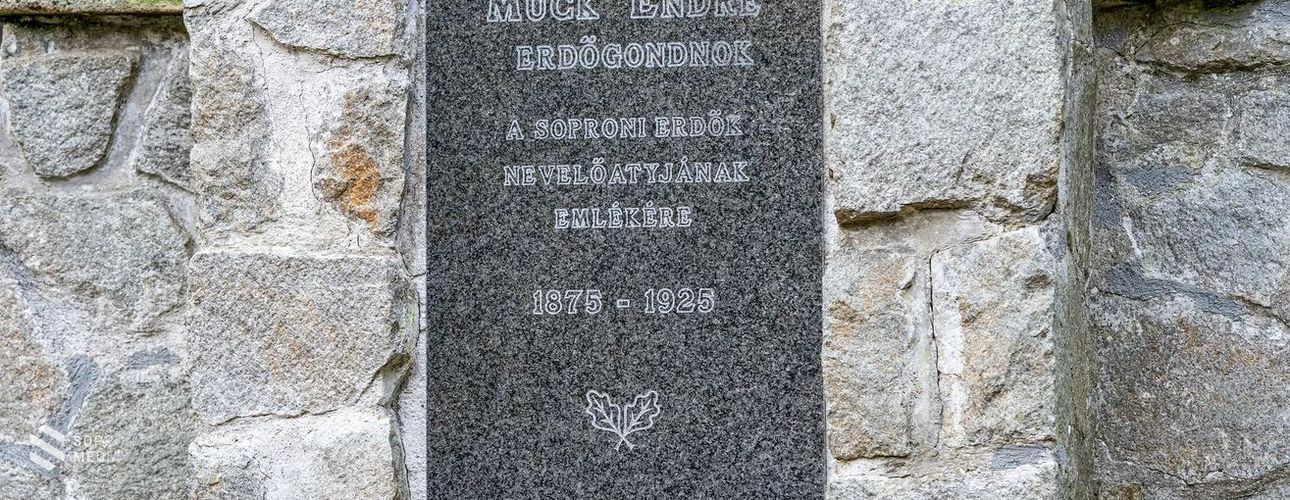 MUCK ENDRE
ERDŐGONDNOK
A SOPRONI ERDŐK
NEVELŐATYJÁNAK
EMLÉKÉRE
1875 - 1925